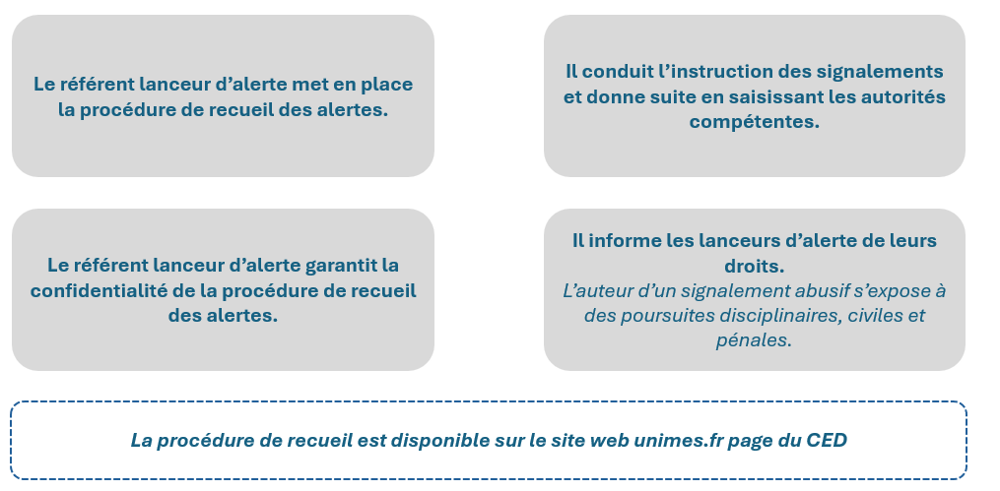 Le référent lanceur d’alerte met en place
la procédure de recueil des alertes.
Il conduit l’instruction des signalements
et donne suite en saisissant les autorités
compétentes.
Le référent lanceur d’alerte garantit la
confidentialité de la procédure de recueil
des alertes.
Il informe les lanceurs d’alerte de leurs
droits.
L’auteur d’un signalement abusif s’expose à
des poursuites disciplinaires, civiles et
pénales.
La procédure de recueil est disponible sur le site web unimes.fr page du CED